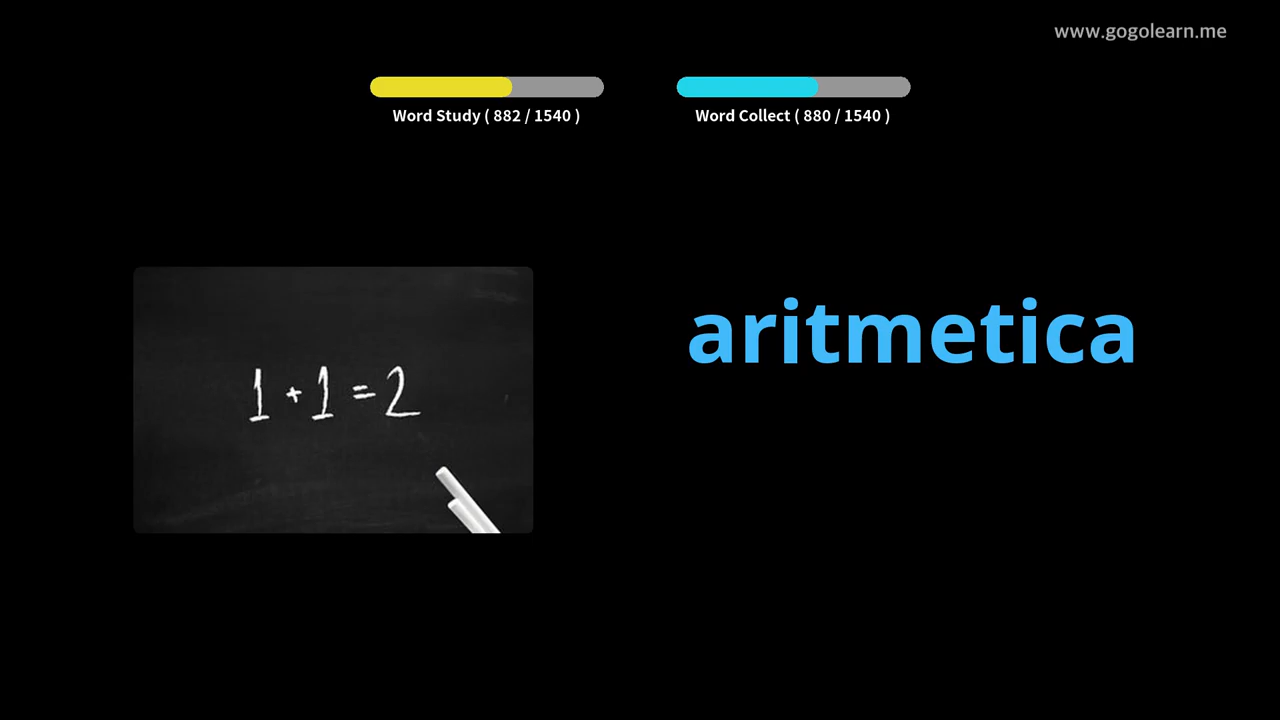 www.gogolearn.me
Word Study ( 882 / 1540 )
Word Collect ( 880 / 1540 )
aritmetica
1 + 1 = 2